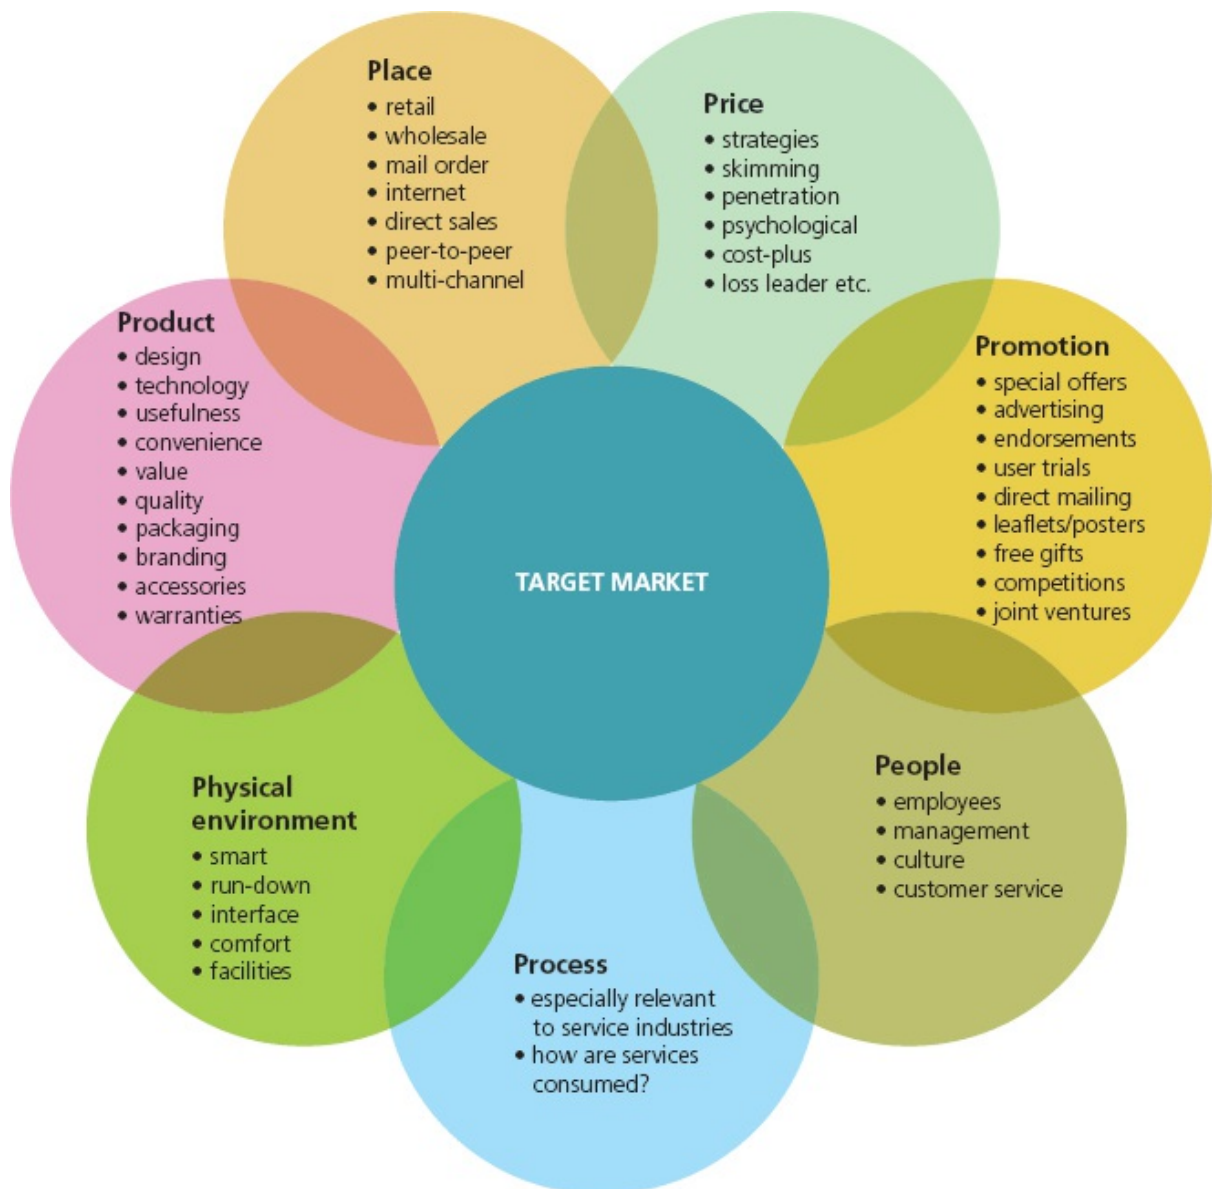 Place
• retail
• wholesale
• mail order
• internet
• direct sales
• peer-to-peer
• multi-channel
Price
• strategies
• skimming
• penetration
• psychological
• cost-plus
• loss leader etc.
Product
• design
• technology
• usefulness
• convenience
• value
• quality
• packaging
• branding
• accessories
• warranties
Promotion
• special offers
• advertising
• endorsements
• user trials
• direct mailing
• leaflets/posters
• free gifts
• competitions
• joint ventures
TARGET MARKET
Physical
environment
• smart
• run-down
• interface
• comfort
• facilities
People
• employees
• management
• culture
• customer service
Process
• especially relevant
to service industries
• how are services
consumed?